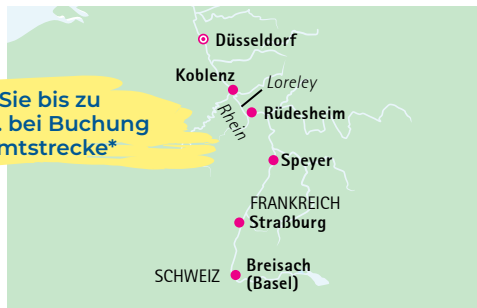 Düsseldorf
Koblenz
Loreley
Rhein
Rüdesheim
Sie bis zu
bei Buchung
mtstrecke*
Speyer
FRANKREICH
Straßburg
SCHWEIZ
Breisach
(Basel)